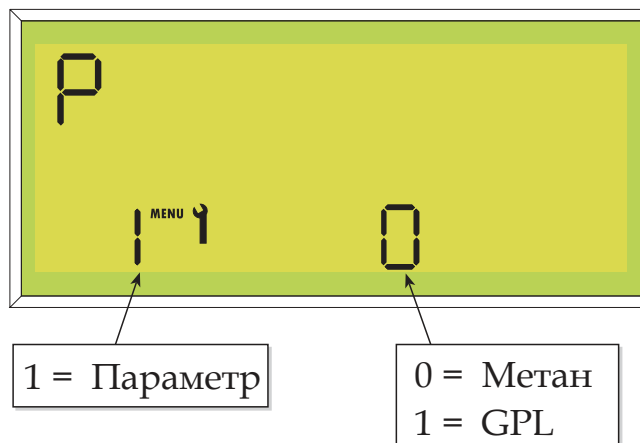 P
1 MENU 0
1 = Параметр
0 = Метан
1 = GPL